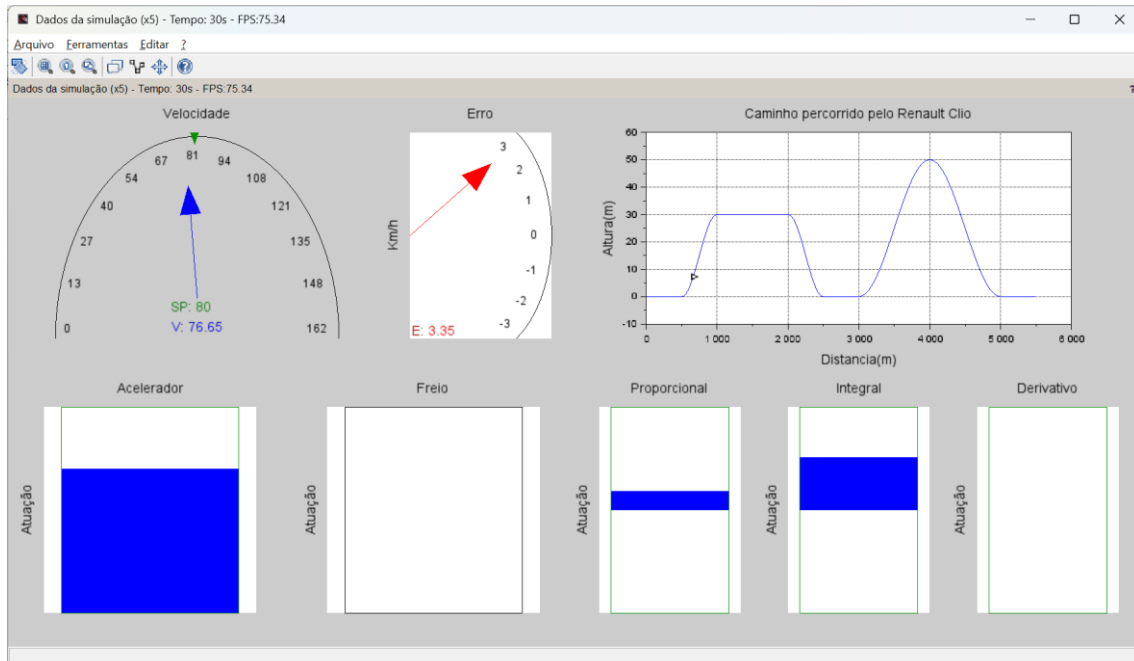 Dados da simulação (x5) - Tempo: 30s - FPS:75.34
Arquivo Ferramentas Editar ?
Dados da simulação (x5) - Tempo: 30s - FPS:75.34 ?
Velocidade
0
13
27
40
54
67
81
94
108
121
135
148
162
SP: 80
V: 76.65
Erro
Km/h
3
2
1
0
-1
-2
-3
E: 3.35
Caminho percorrido pelo Renault Clio
Altura(m)
60
50
40
30
20
10
0
-10
0 1 000 2 000 3 000 4 000 5 000 6 000
Distancia(m)
Acelerador
Atuação
Freio
Atuação
Proporcional
Atuação
Integral
Atuação
Derivativo
Atuação